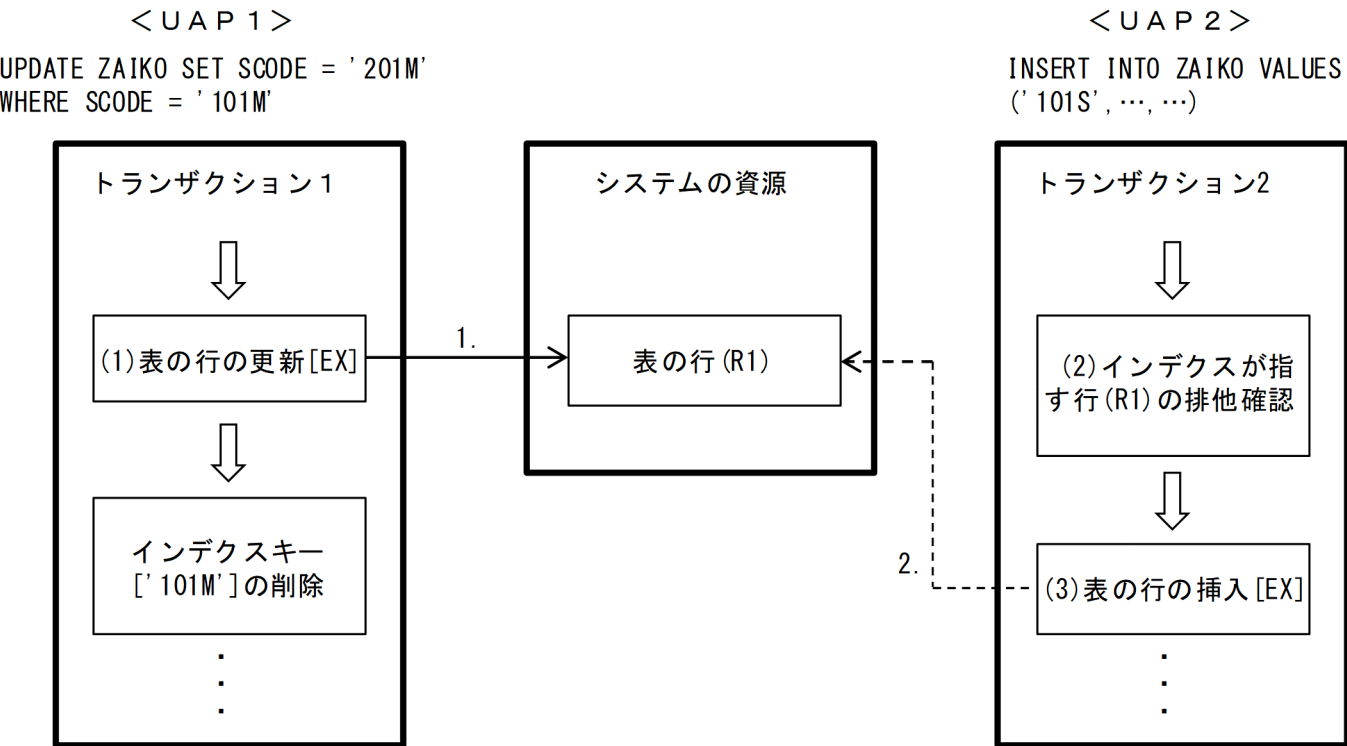 ＜ＵＡＰ１＞
UPDATE ZAIKO SET SCODE = '201M'
WHERE SCODE = '101M'
＜ＵＡＰ２＞
INSERT INTO ZAIKO VALUES
('101S',…,…)
トランザクション１
(1)表の行の更新[EX]
インデクスキー
['101M']の削除
・
・
・
1.
システムの資源
表の行(R1)
2.
トランザクション2
(2)インデクスが指
す行(R1)の排他確認
(3)表の行の挿入[EX]
・
・
・